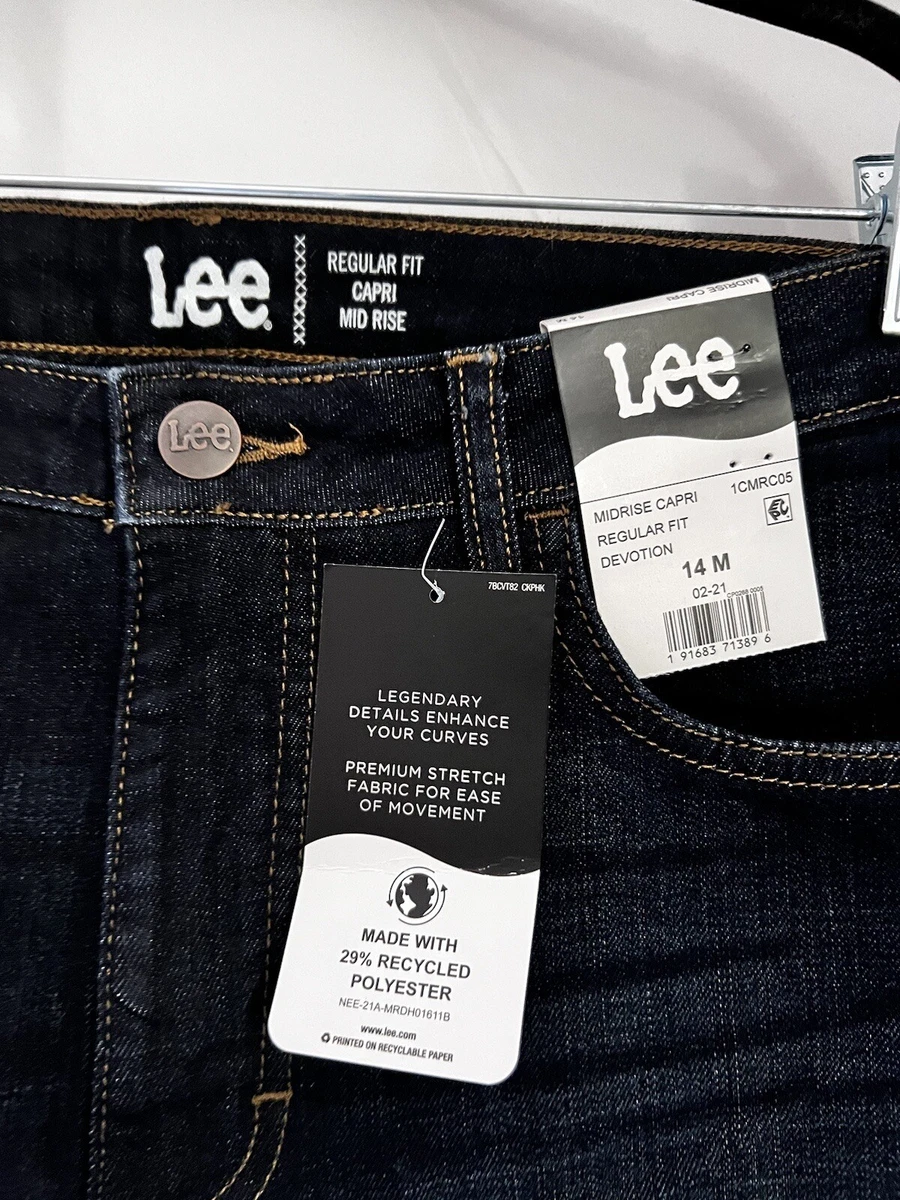 Lee
REGULAR FIT
CAPRI
MID RISE
MIDRISE CAPRI
Lee
Lee
MIDRISE CAPRI
1CMRC05
REGULAR FIT
DEVOTION
14 M
02-21
1 91683 71389 6
7BCVT82 CKPHK
LEGENDARY
DETAILS ENHANCE
YOUR CURVES
PREMIUM STRETCH
FABRIC FOR EASE
OF MOVEMENT
MADE WITH
29% RECYCLED
POLYESTER
NEE-21A-MRDH01611B
www.lee.com
PRINTED ON RECYCLABLE PAPER